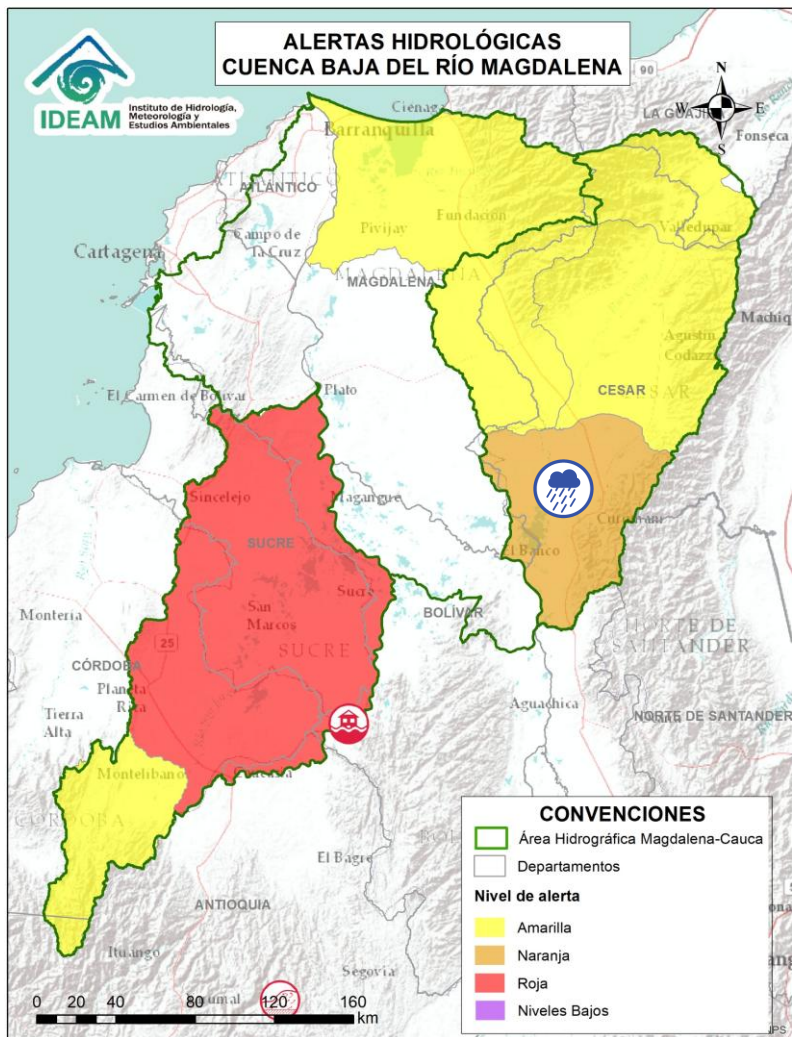 ALERTAS HIDROLÓGICAS
CUENCA BAJA DEL RÍO MAGDALENA
IDEAM
Instituto de Hidrología,
Meteorología y
Estudios Ambientales
N
W
E
S
90
Ciénaga
LA GUAJI
Barranquilla
Fonseca
ATLÁNTICO
Pivijay
Fundación
Valledupar
Cartagena
Campo de
la Cruz
MAGDALENA
MAGDALENA
Machiq
Agustín
Codazzi
CESAR
El Carmen de Bolívar
Plato
Sincelejo
Magangue
Curumaní
SUCRE
El Banco
Sucre
San
Marcos
BOLÍVAR
Montería
25
SUCRE
NORTE DE
SANTANDER
CÓRDOBA
Planeta
Rica
Aguachica
NORTE DE SANTANDER
Tierra
Alta
Montelíbano
Caucasia
CÓRDOBA
El Bagre
ANTIOQUIA
Ituango
Segovia
CONVENCIONES
Área Hidrográfica Magdalena-Cauca
Departamentos
Nivel de alerta
Amarilla
Naranja
Roja
Niveles Bajos
0 20 40 80 120 160
km